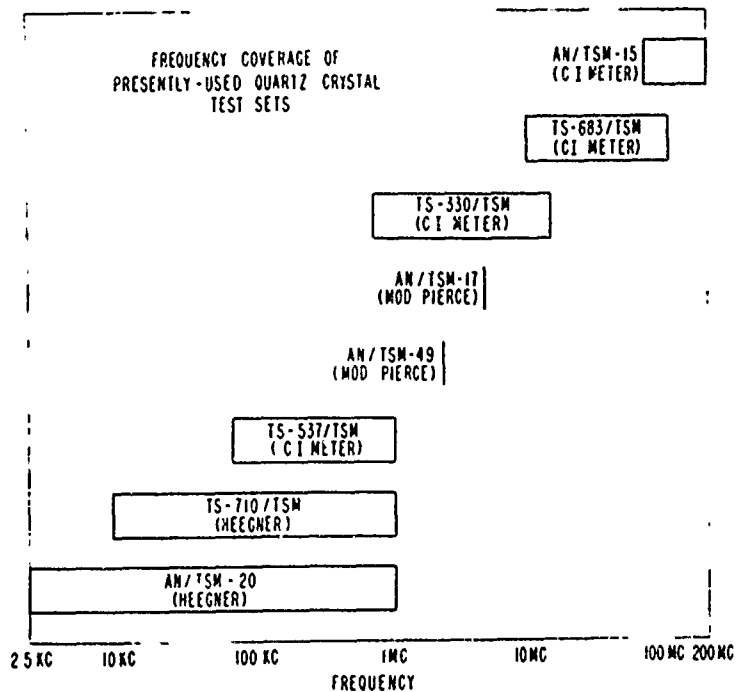 FREQUENCY COVERAGE OF
PRESENTLY-USED QUARTZ CRYSTAL
TEST SETS
AN/TSM-15
(CI METER)
TS-683/TSM
(CI METER)
TS-330/TSM
(CI METER)
AN/TSM-17
(MOD PIERCE)
AN/TSM-49
(MOD PIERCE)
TS-537/TSM
(CI METER)
TS-710/TSM
(HEEGNER)
AN/TSM-20
(HEEGNER)
2.5 KC 10 KC 100 KC 1 MC 10 MC 100 MC 200 MC
FREQUENCY